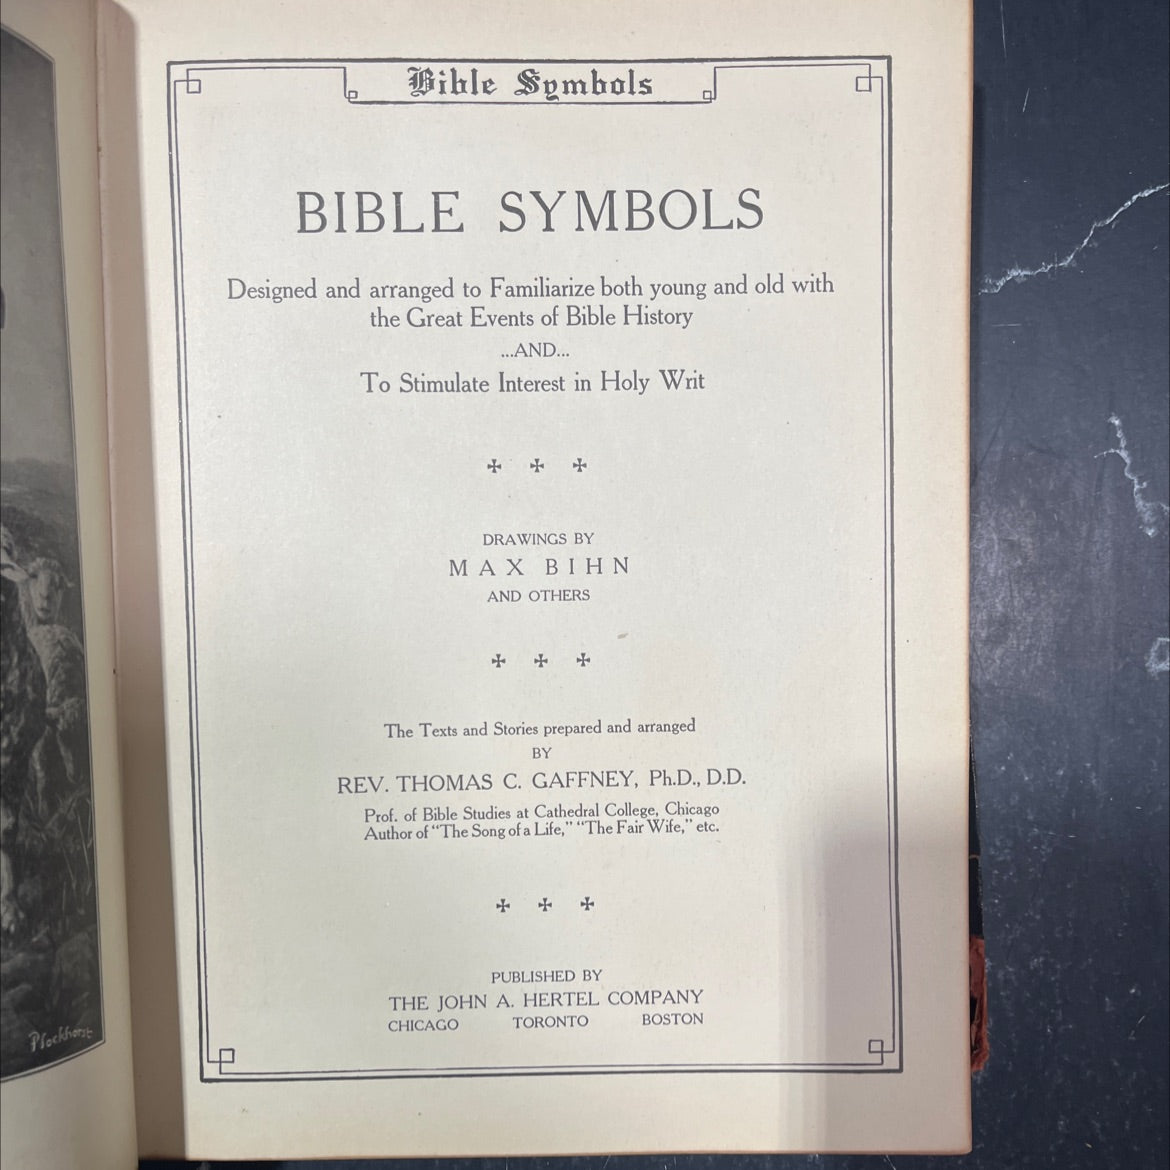 Bible Symbols
BIBLE SYMBOLS
Designed and arranged to Familiarize both young and old with
the Great Events of Bible History
...AND...
To Stimulate Interest in Holy Writ
DRAWINGS BY
MAX BIHN
AND OTHERS
The Texts and Stories prepared and arranged
BY
REV. THOMAS C. GAFFNEY, Ph.D., D.D.
Prof. of Bible Studies at Cathedral College, Chicago
Author of "The Song of a Life," "The Fair Wife," etc.
PUBLISHED BY
THE JOHN A. HERTEL COMPANY
CHICAGO TORONTO BOSTON
Plockhorst